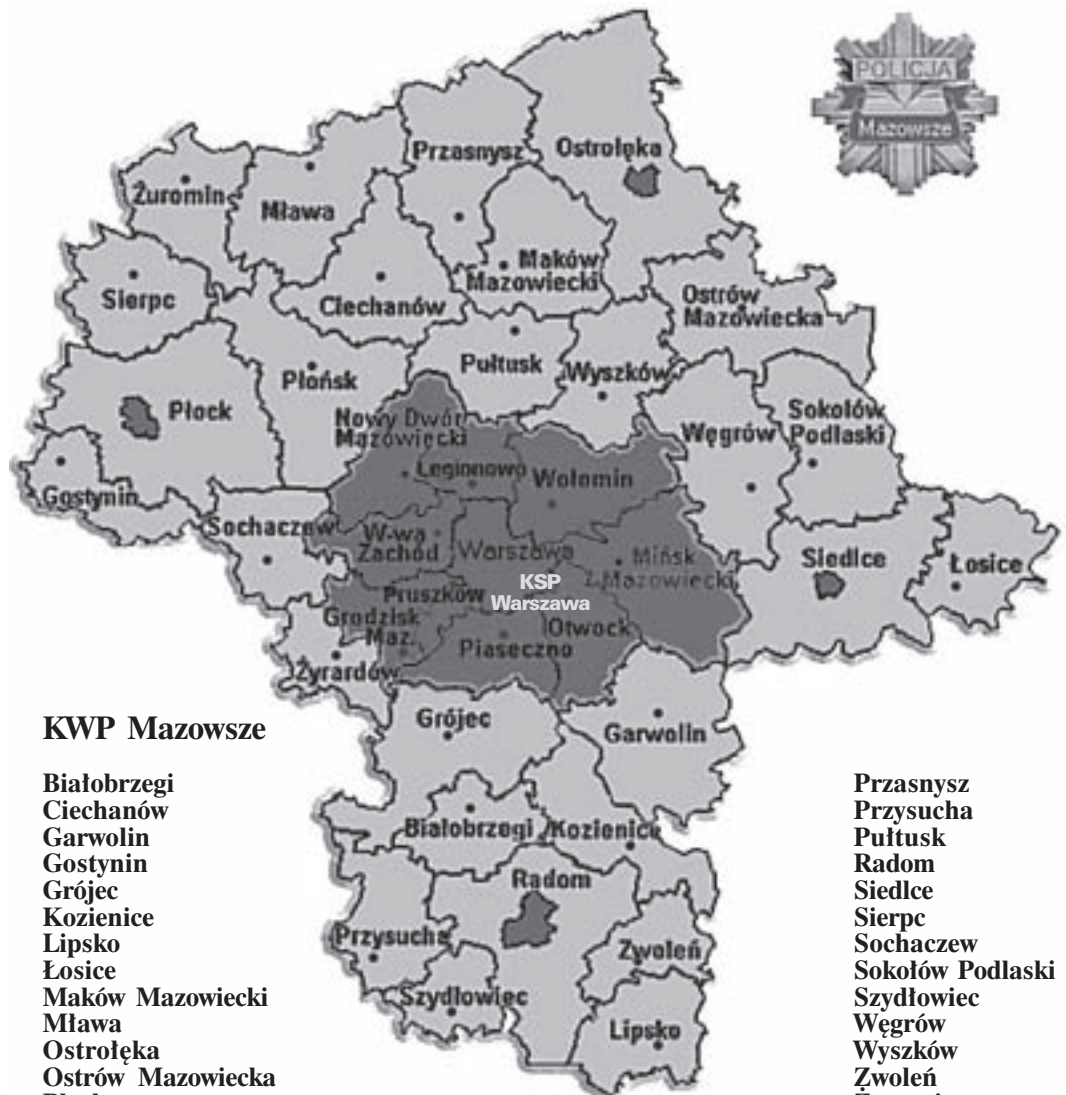 POLICJA
Mazowsze
Przasnysz
Ostrołęka
Żuromin
Mława
Maków
Mazowiecki
Sierpc
Ciechanów
Ostrów
Mazowiecka
Pułtusk
Wyszków
Płońsk
Płock
Nowy Dwór
Mazowiecki
Sokołów
Podlaski
Węgrów
Legionowo
Wołomin
Gostynin
Sochaczew
W-wa
Zachód
Warszawa
Mińsk
Mazowiecki
Siedlce
Łosice
KSP
Warszawa
Pruszków
Grodzisk
Maz.
Otwock
Piaseczno
Żyrardów
Grójec
Garwolin
Białobrzegi
Kozienice
Radom
Przysucha
Zwoleń
Szydłowiec
Lipsko
KWP Mazowsze
Białobrzegi
Ciechanów
Garwolin
Gostynin
Grójec
Kozienice
Lipsko
Łosice
Maków Mazowiecki
Mława
Ostrołęka
Ostrów Mazowiecka
Przasnysz
Przysucha
Pułtusk
Radom
Siedlce
Sierpc
Sochaczew
Sokołów Podlaski
Szydłowiec
Węgrów
Wyszków
Zwoleń